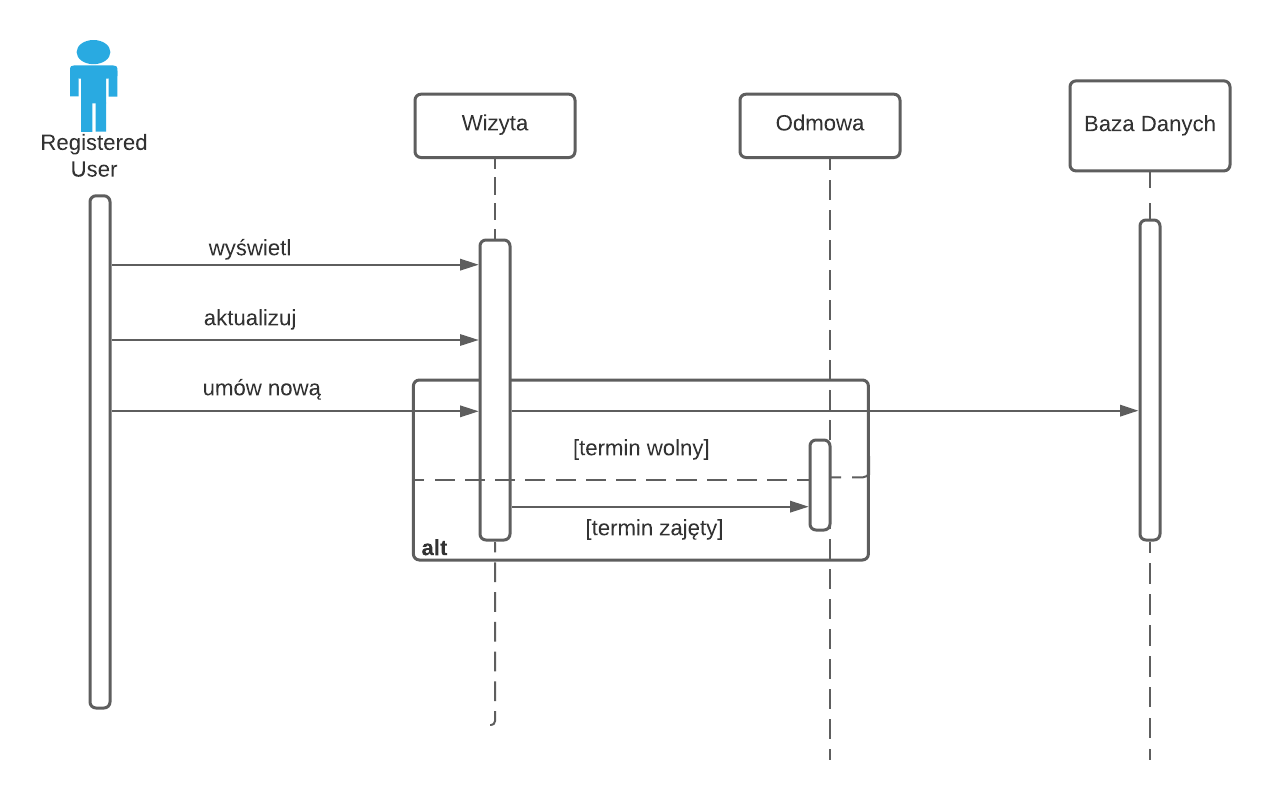 Registered
User
Wizyta
Odmowa
Baza Danych
wyświetl
aktualizuj
umów nową
[termin wolny]
[termin zajęty]
alt